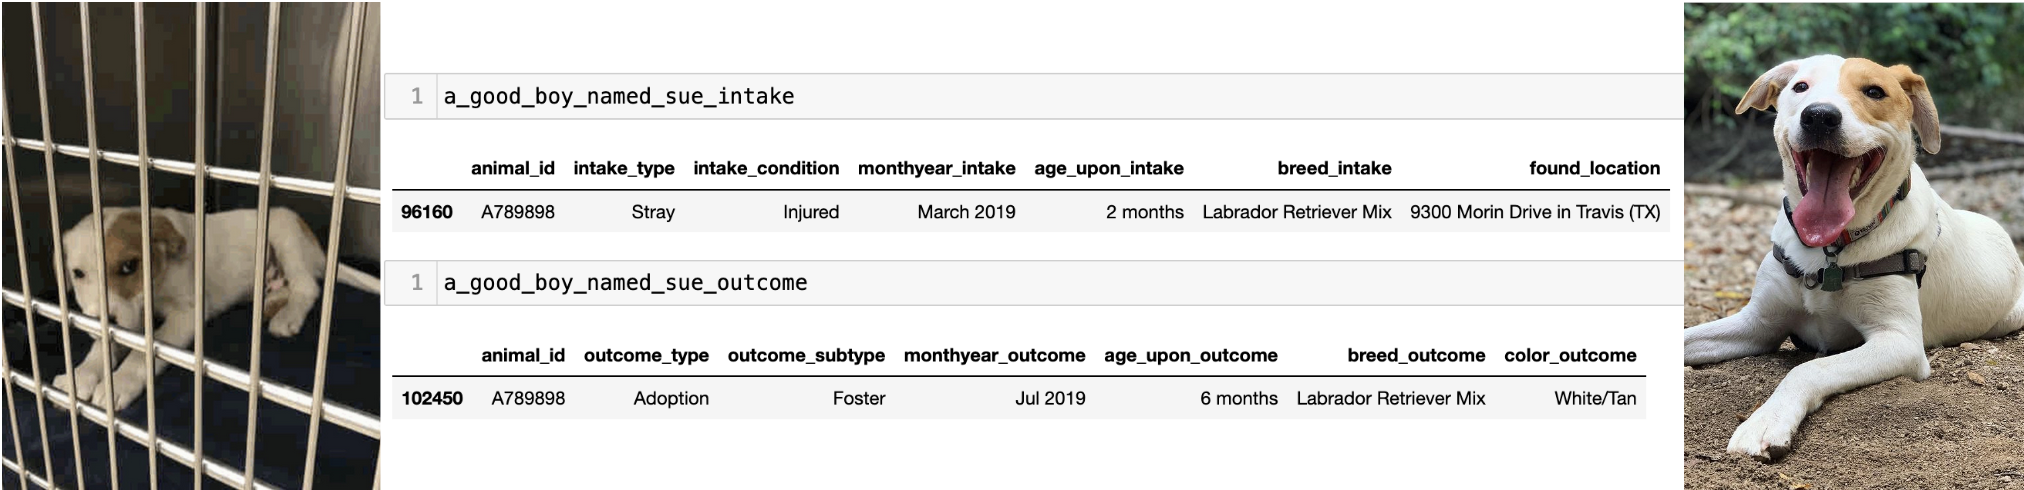 1 a_good_boy_named_sue_intake
animal_id intake_type intake_condition monthyear_intake age_upon_intake breed_intake found_location
96160 A789898 Stray Injured March 2019 2 months Labrador Retriever Mix 9300 Morin Drive in Travis (TX)
1 a_good_boy_named_sue_outcome
animal_id outcome_type outcome_subtype monthyear_outcome age_upon_outcome breed_outcome color_outcome
102450 A789898 Adoption Foster Jul 2019 6 months Labrador Retriever Mix White/Tan